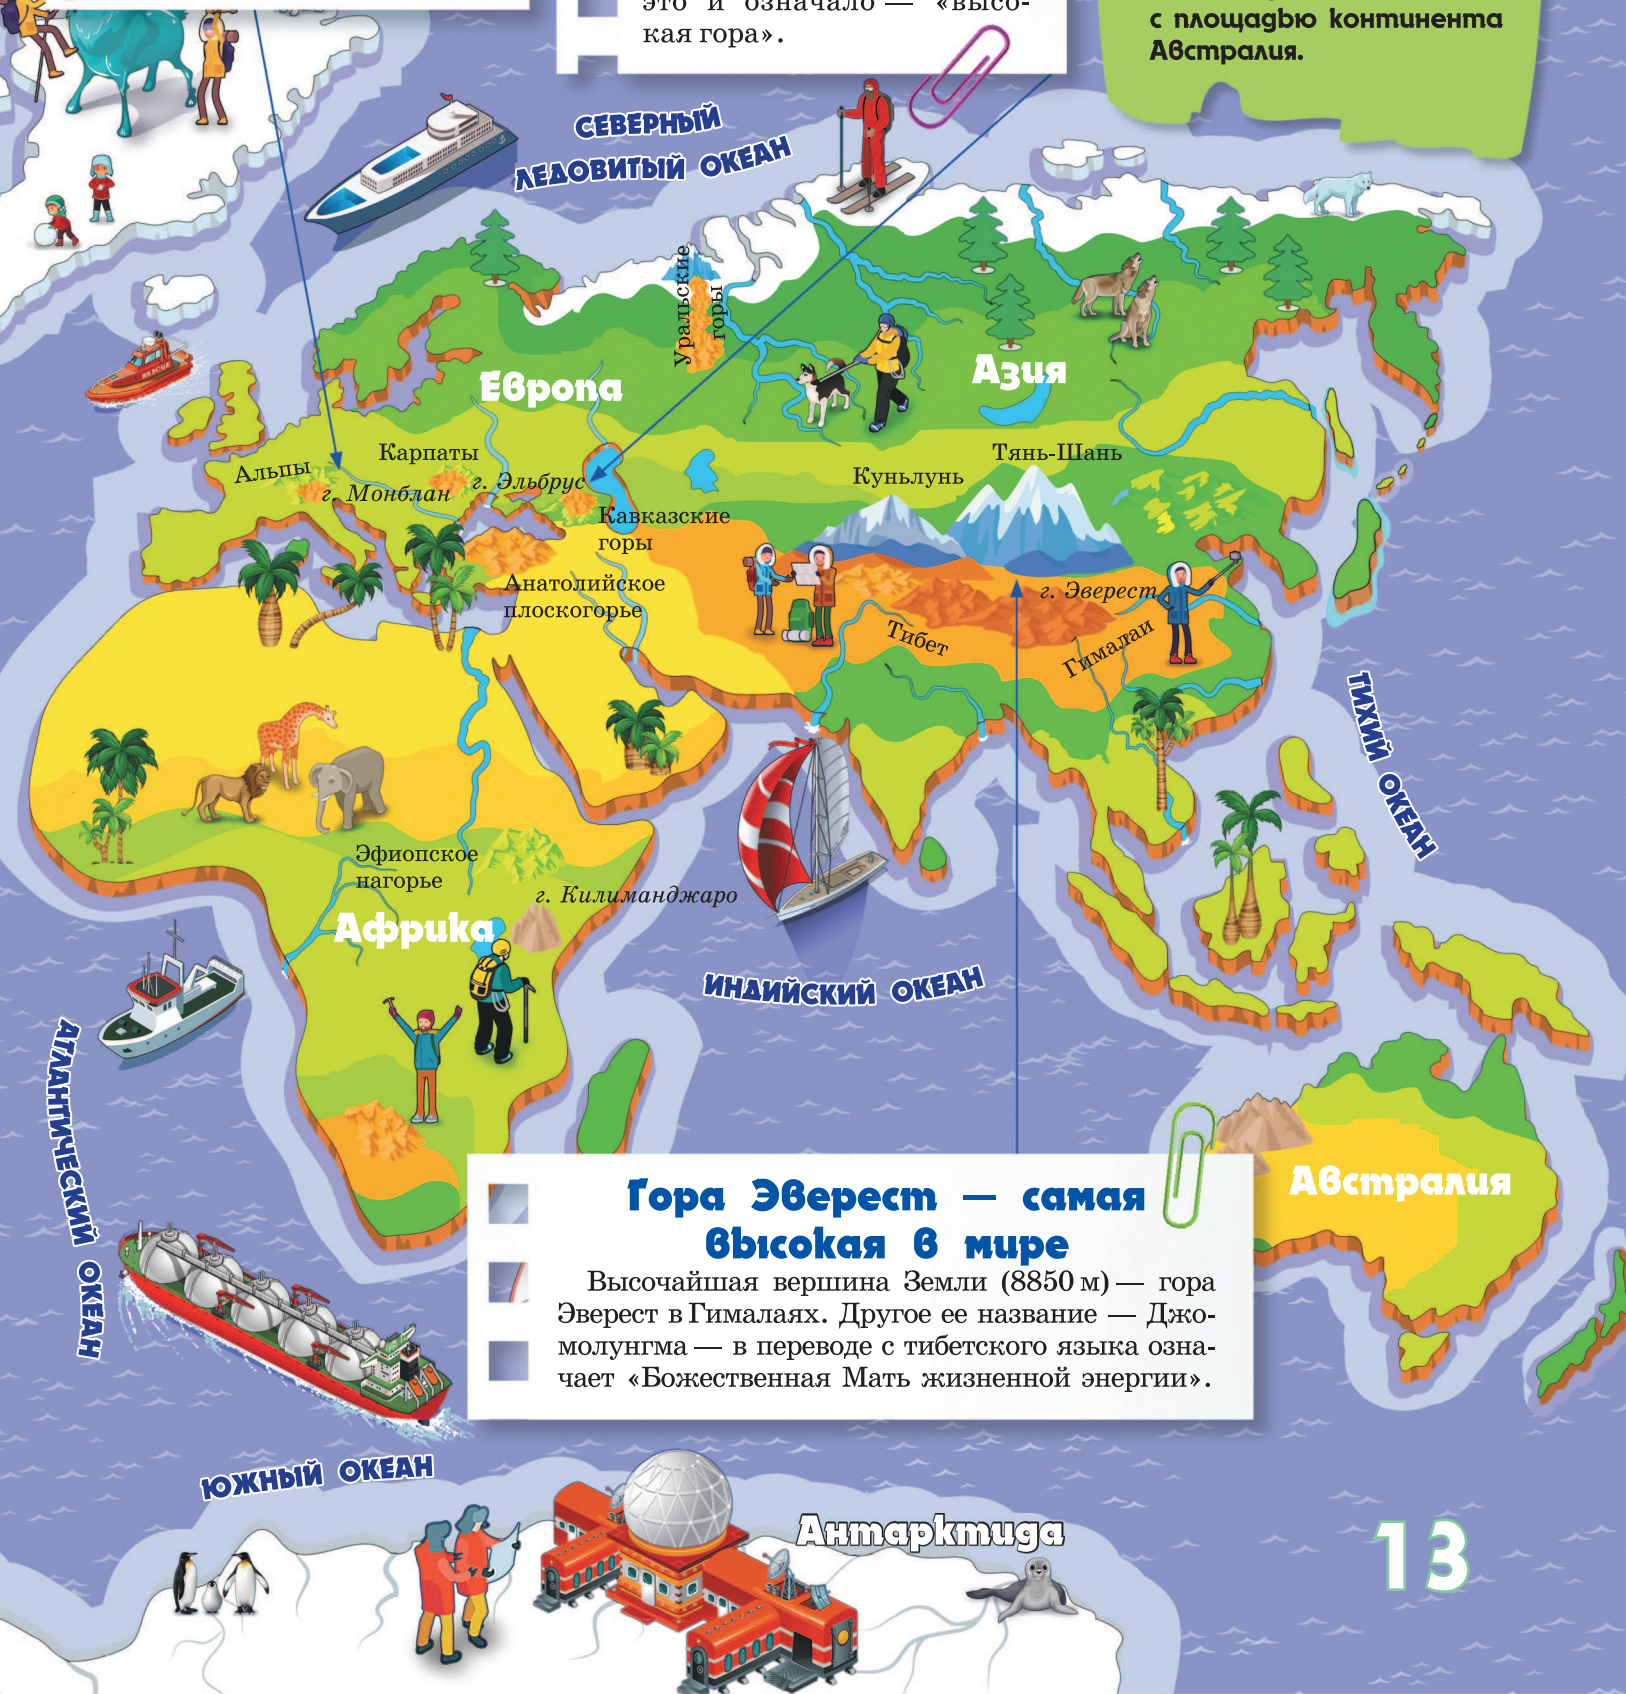 это и означало — «высо-
кая гора».
с площадью континента
Австралия.
СЕВЕРНЫЙ
ЛЕДОВИТЫЙ ОКЕАН
Уральские
горы
Европа
Азия
Альпы
Карпаты
г. Монблан
г. Эльбрус
Кавказские
горы
Куньлунь
Тянь-Шань
Анатолийское
плоскогорье
г. Эверест
Тибет
Гималаи
ТИХИЙ ОКЕАН
Эфиопское
нагорье
г. Килиманджаро
Африка
ИНДИЙСКИЙ ОКЕАН
АТЛАНТИЧЕСКИЙ ОКЕАН
Австралия
Гора Эверест — самая
высокая в мире
Высочайшая вершина Земли (8850 м) — гора
Эверест в Гималаях. Другое ее название — Джо-
молунгма — в переводе с тибетского языка озна-
чает «Божественная Мать жизненной энергии».
ЮЖНЫЙ ОКЕАН
Антарктида
13
RESCUE